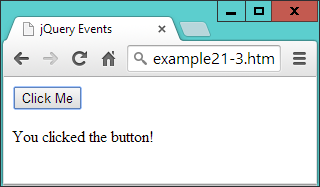 jQuery Events
example21-3.htm
Click Me
You clicked the button!